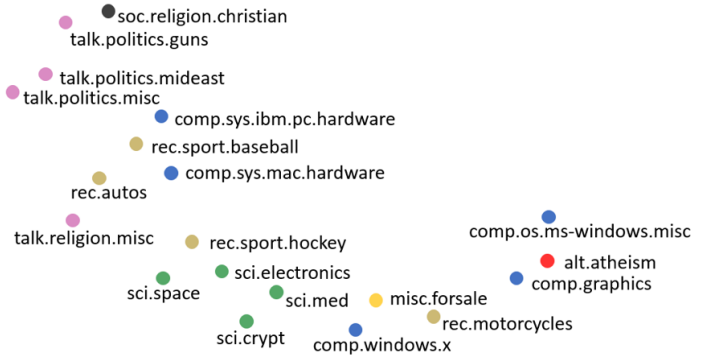 soc.religion.christian
talk.politics.guns
talk.politics.mideast
talk.politics.misc
comp.sys.ibm.pc.hardware
rec.sport.baseball
comp.sys.mac.hardware
rec.autos
comp.os.ms-windows.misc
talk.religion.misc
rec.sport.hockey
alt.atheism
sci.electronics
comp.graphics
sci.space
sci.med
misc.forsale
rec.motorcycles
sci.crypt
comp.windows.x